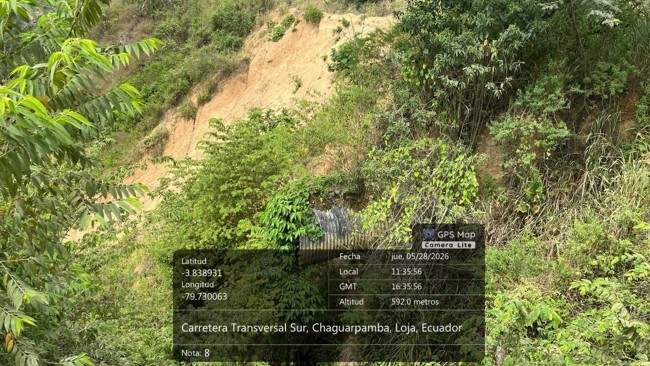 GPS Map
Camera Lite
Latitud
-3.838931
Longitud
-79.730063
Fecha jue, 05/28/2026
Local 11:35:56
GMT 16:35:56
Altitud 592.0 metros
Carretera Transversal Sur, Chaguarpamba, Loja, Ecuador
Nota: 8